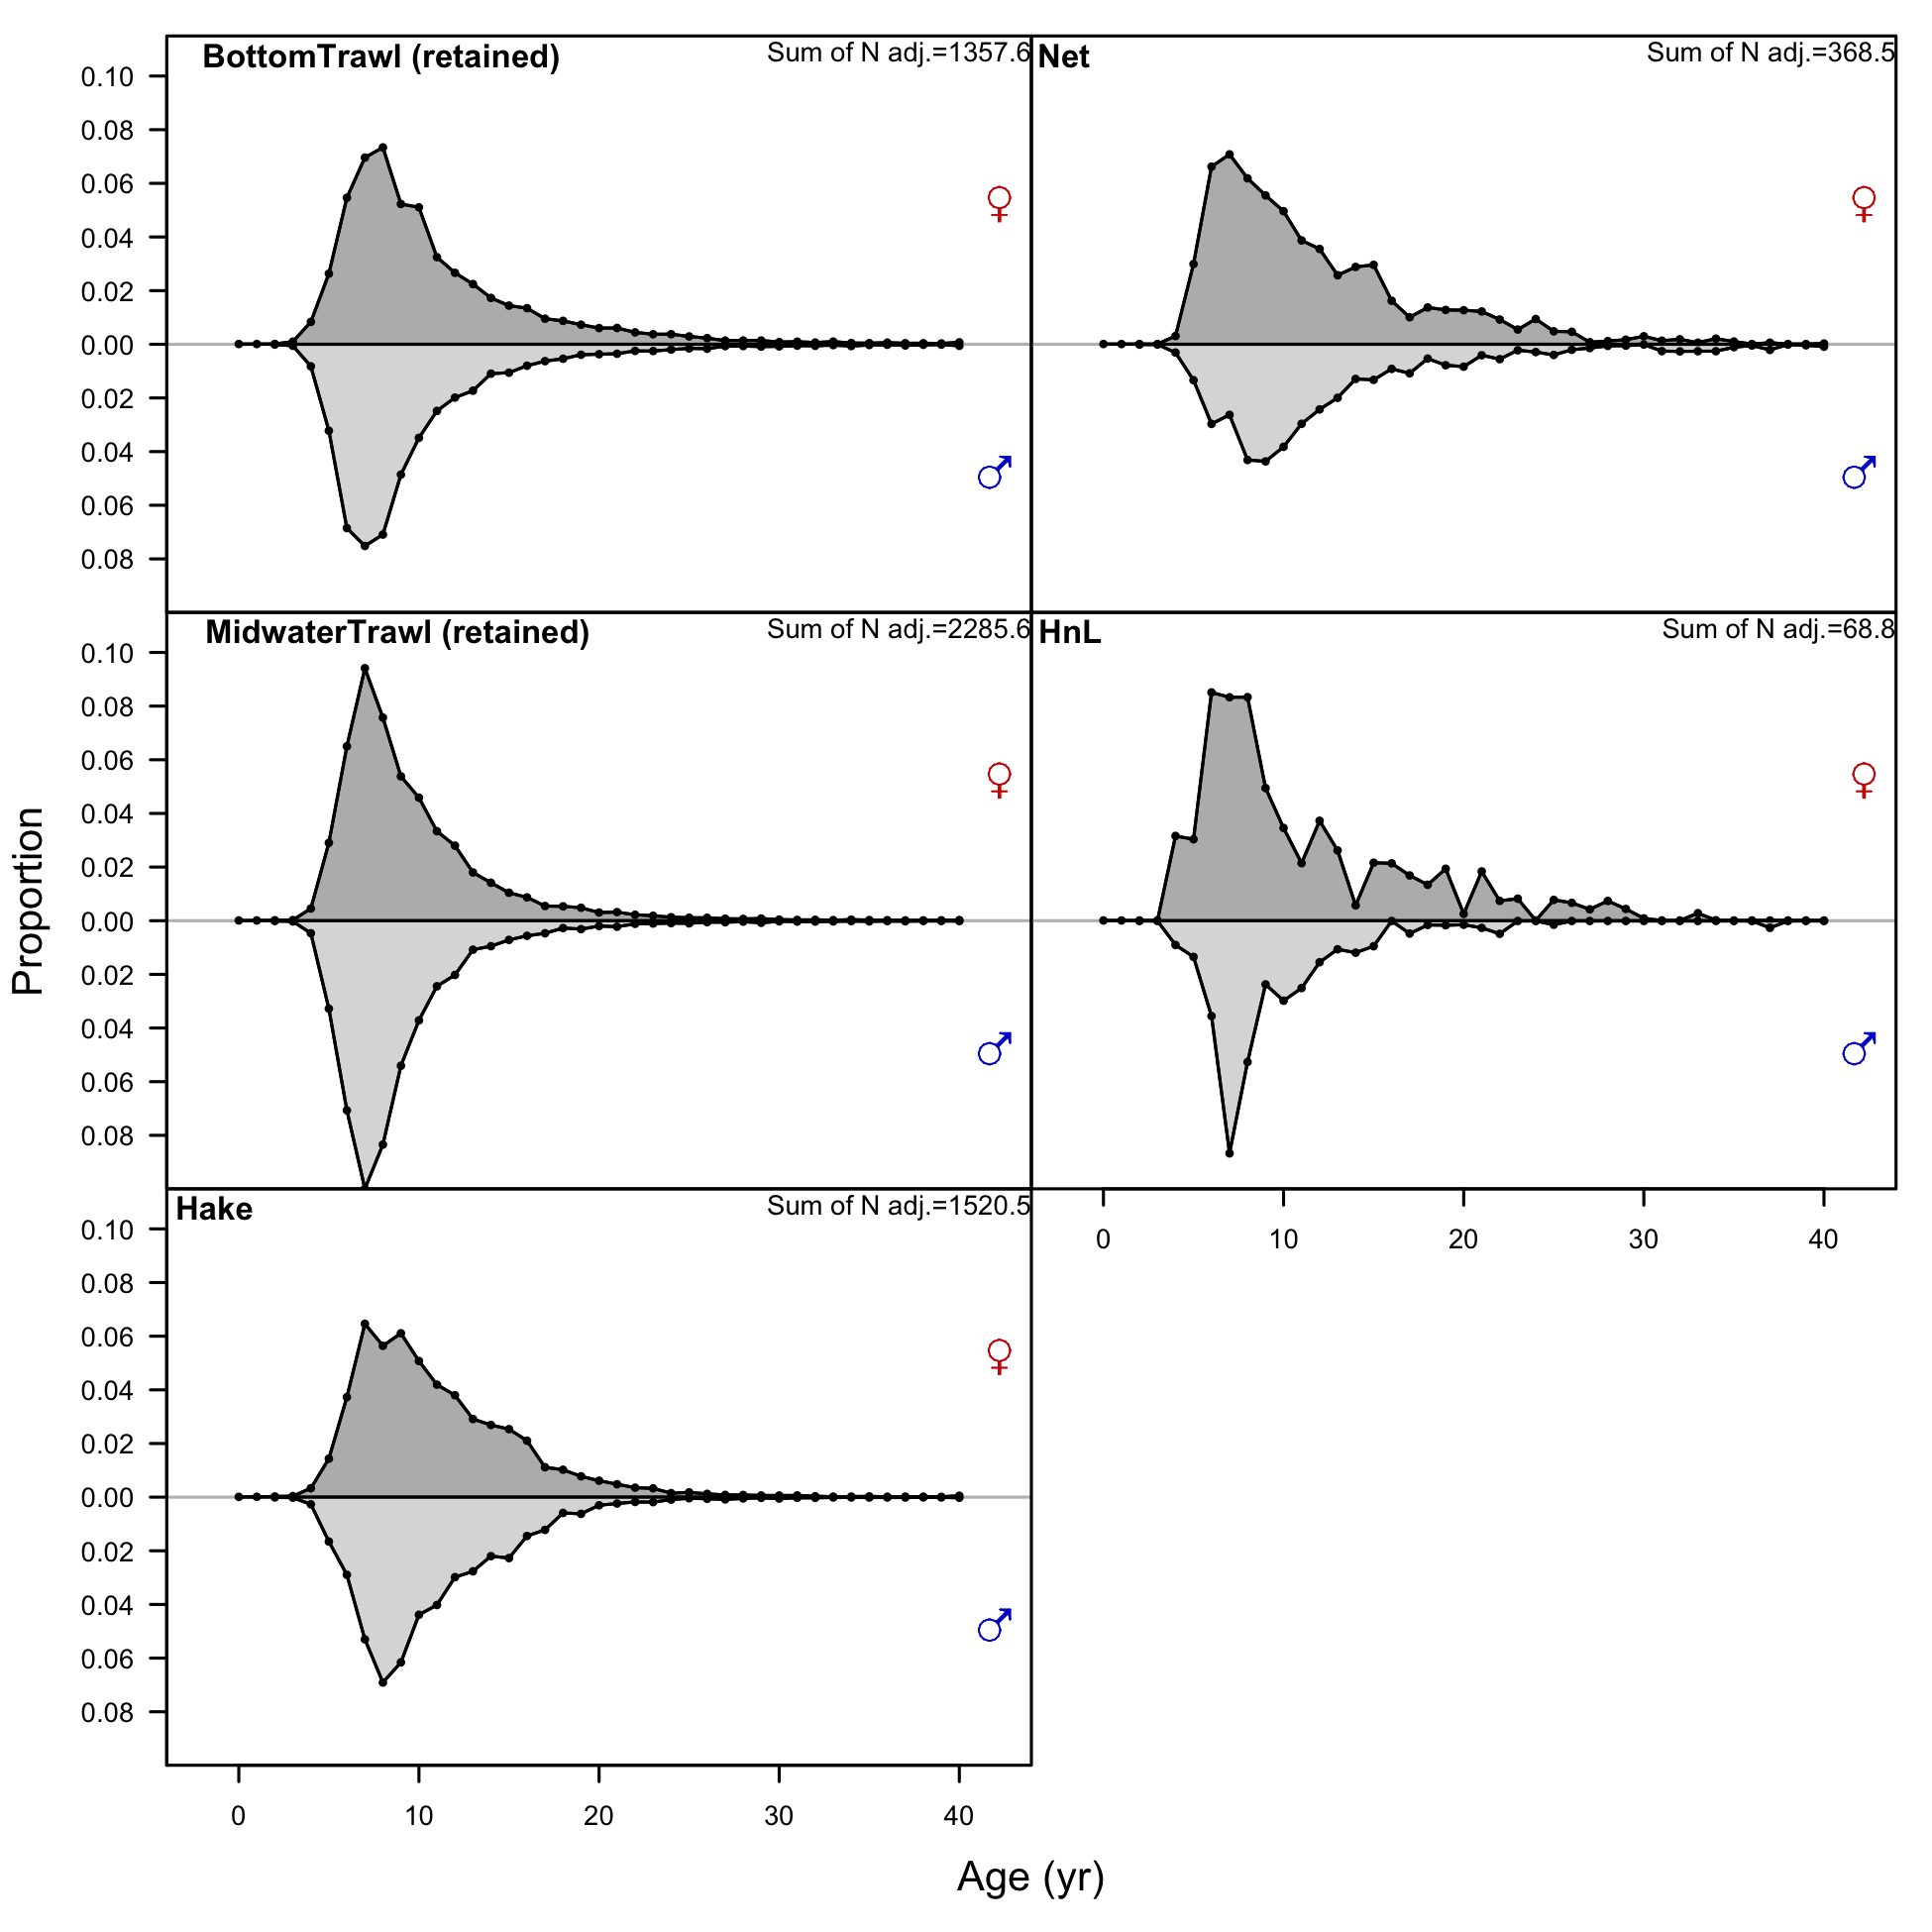 BottomTrawl (retained)
Sum of N adj.=1357.6
0.10
0.08
0.06
0.04
0.02
0.00
0.02
0.04
0.06
0.08
♀
♂
Net
Sum of N adj.=368.5
♀
♂
MidwaterTrawl (retained)
Sum of N adj.=2285.6
0.10
0.08
0.06
0.04
0.02
0.00
0.02
0.04
0.06
0.08
♀
♂
HnL
Sum of N adj.=68.8
♀
♂
0 10 20 30 40
Hake
Sum of N adj.=1520.5
0.10
0.08
0.06
0.04
0.02
0.00
0.02
0.04
0.06
0.08
♀
♂
0 10 20 30 40
Proportion
Age (yr)